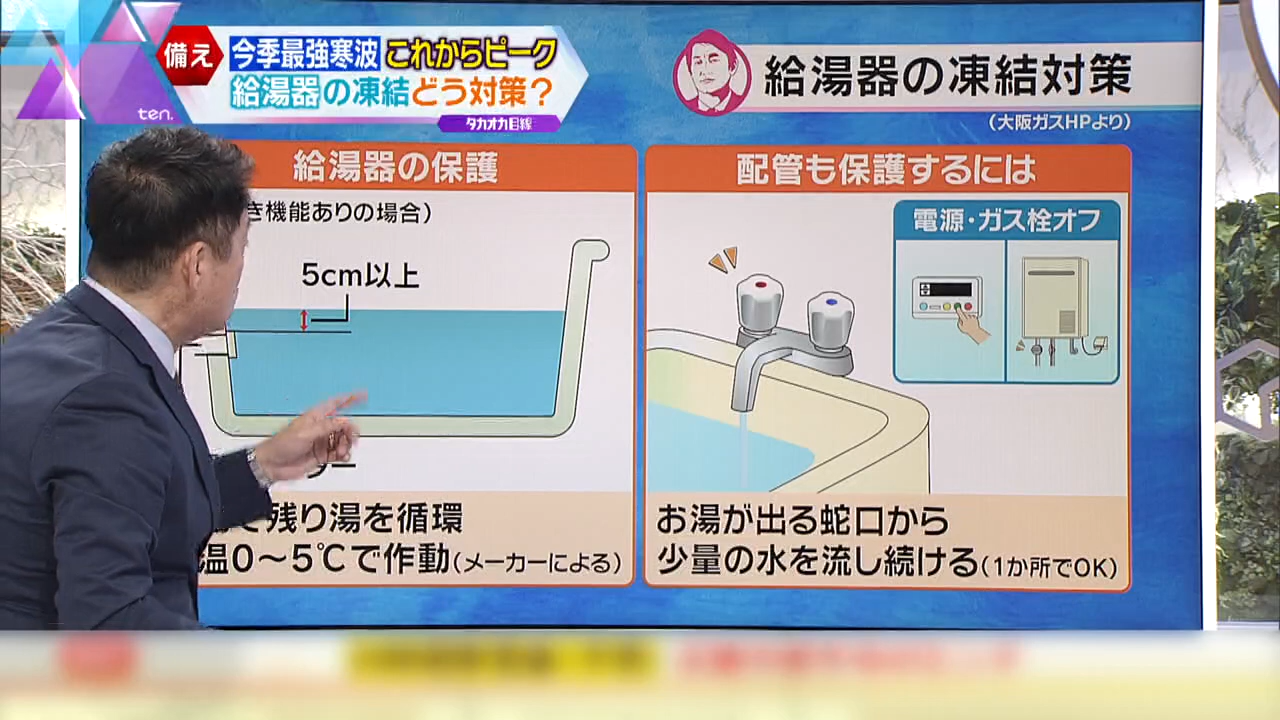 ten.
備え
今季最強寒波 これからピーク
給湯器の凍結どう対策?
タカオカ目線
給湯器の凍結対策
(大阪ガスHPより)
給湯器の保護
き機能ありの場合)
5cm以上
で残り湯を循環
温0~5℃で作動(メーカーによる)
配管も保護するには
電源・ガス栓オフ
お湯が出る蛇口から
少量の水を流し続ける(1か所でOK)